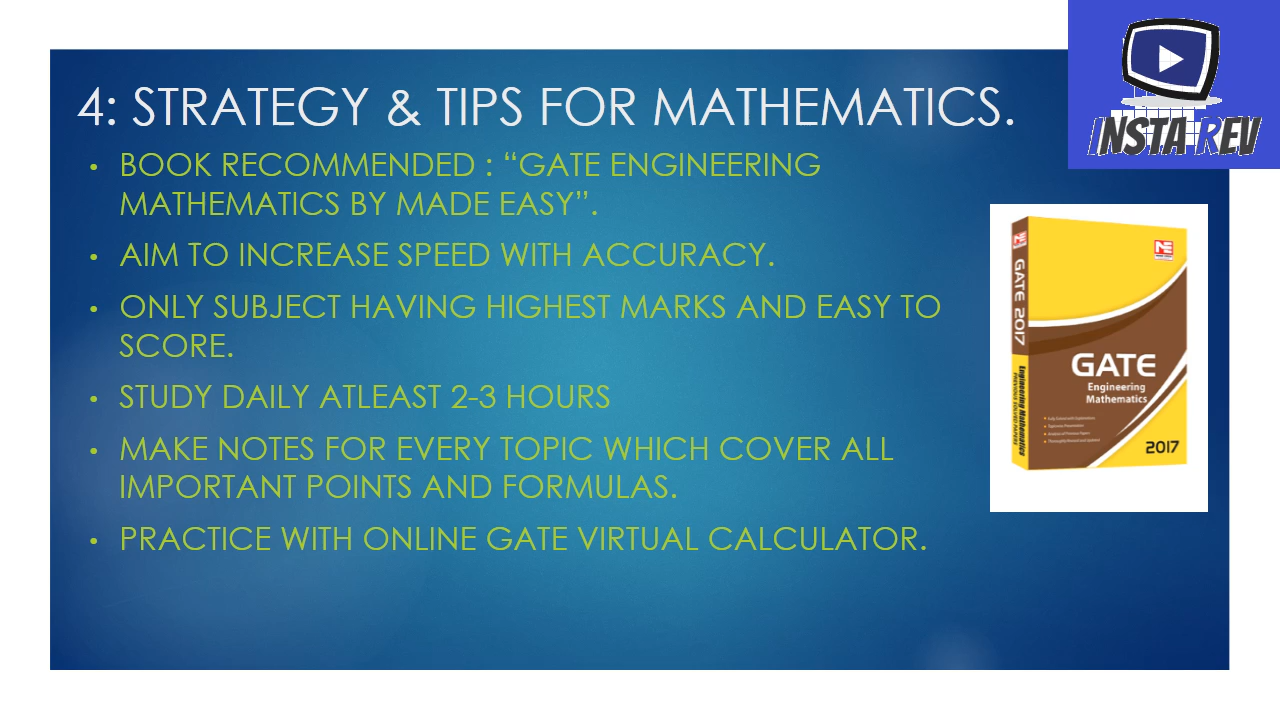 4: STRATEGY & TIPS FOR MATHEMATICS.
INSTA REV
• BOOK RECOMMENDED : “GATE ENGINEERING
MATHEMATICS BY MADE EASY”.
• AIM TO INCREASE SPEED WITH ACCURACY.
• ONLY SUBJECT HAVING HIGHEST MARKS AND EASY TO
SCORE.
• STUDY DAILY ATLEAST 2-3 HOURS
• MAKE NOTES FOR EVERY TOPIC WHICH COVER ALL
IMPORTANT POINTS AND FORMULAS.
• PRACTICE WITH ONLINE GATE VIRTUAL CALCULATOR.
GATE 2017
Engineering Mathematics
GATE
Engineering
Mathematics
2017